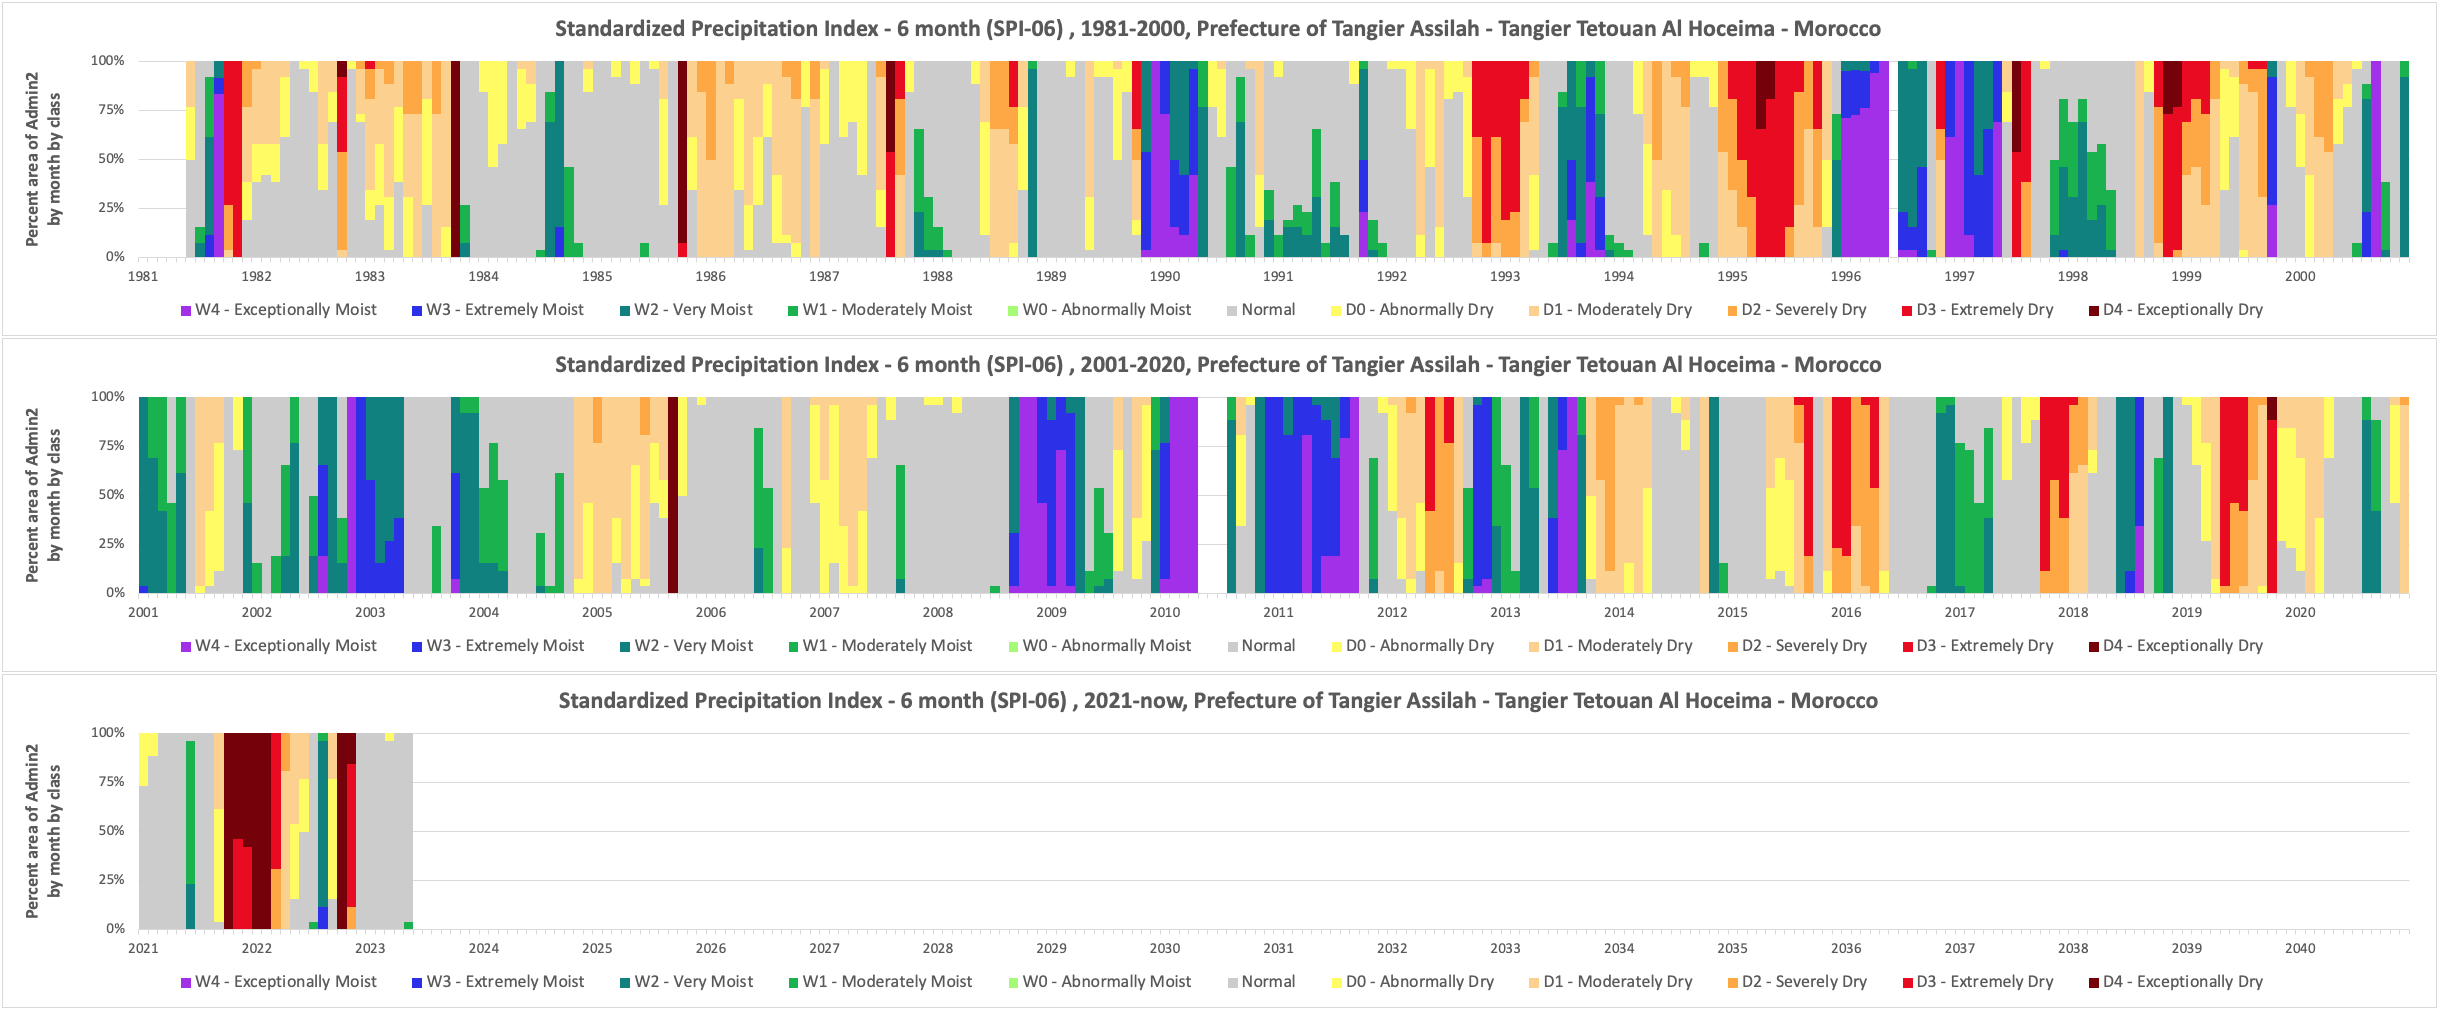 Standardized Precipitation Index - 6 month (SPI-06) , 1981-2000, Prefecture of Tangier Assilah - Tangier Tetouan Al Hoceima - Morocco
Percent area of Admin2
by month by class
100%
75%
50%
25%
0%
1981 1982 1983 1984 1985 1986 1987 1988 1989 1990 1991 1992 1993 1994 1995 1996 1997 1998 1999 2000
W4 - Exceptionally Moist W3 - Extremely Moist W2 - Very Moist W1 - Moderately Moist W0 - Abnormally Moist Normal D0 - Abnormally Dry D1 - Moderately Dry D2 - Severely Dry D3 - Extremely Dry D4 - Exceptionally Dry
Standardized Precipitation Index - 6 month (SPI-06) , 2001-2020, Prefecture of Tangier Assilah - Tangier Tetouan Al Hoceima - Morocco
Percent area of Admin2
by month by class
100%
75%
50%
25%
0%
2001 2002 2003 2004 2005 2006 2007 2008 2009 2010 2011 2012 2013 2014 2015 2016 2017 2018 2019 2020
W4 - Exceptionally Moist W3 - Extremely Moist W2 - Very Moist W1 - Moderately Moist W0 - Abnormally Moist Normal D0 - Abnormally Dry D1 - Moderately Dry D2 - Severely Dry D3 - Extremely Dry D4 - Exceptionally Dry
Standardized Precipitation Index - 6 month (SPI-06) , 2021-now, Prefecture of Tangier Assilah - Tangier Tetouan Al Hoceima - Morocco
Percent area of Admin2
by month by class
100%
75%
50%
25%
0%
2021 2022 2023 2024 2025 2026 2027 2028 2029 2030 2031 2032 2033 2034 2035 2036 2037 2038 2039 2040
W4 - Exceptionally Moist W3 - Extremely Moist W2 - Very Moist W1 - Moderately Moist W0 - Abnormally Moist Normal D0 - Abnormally Dry D1 - Moderately Dry D2 - Severely Dry D3 - Extremely Dry D4 - Exceptionally Dry